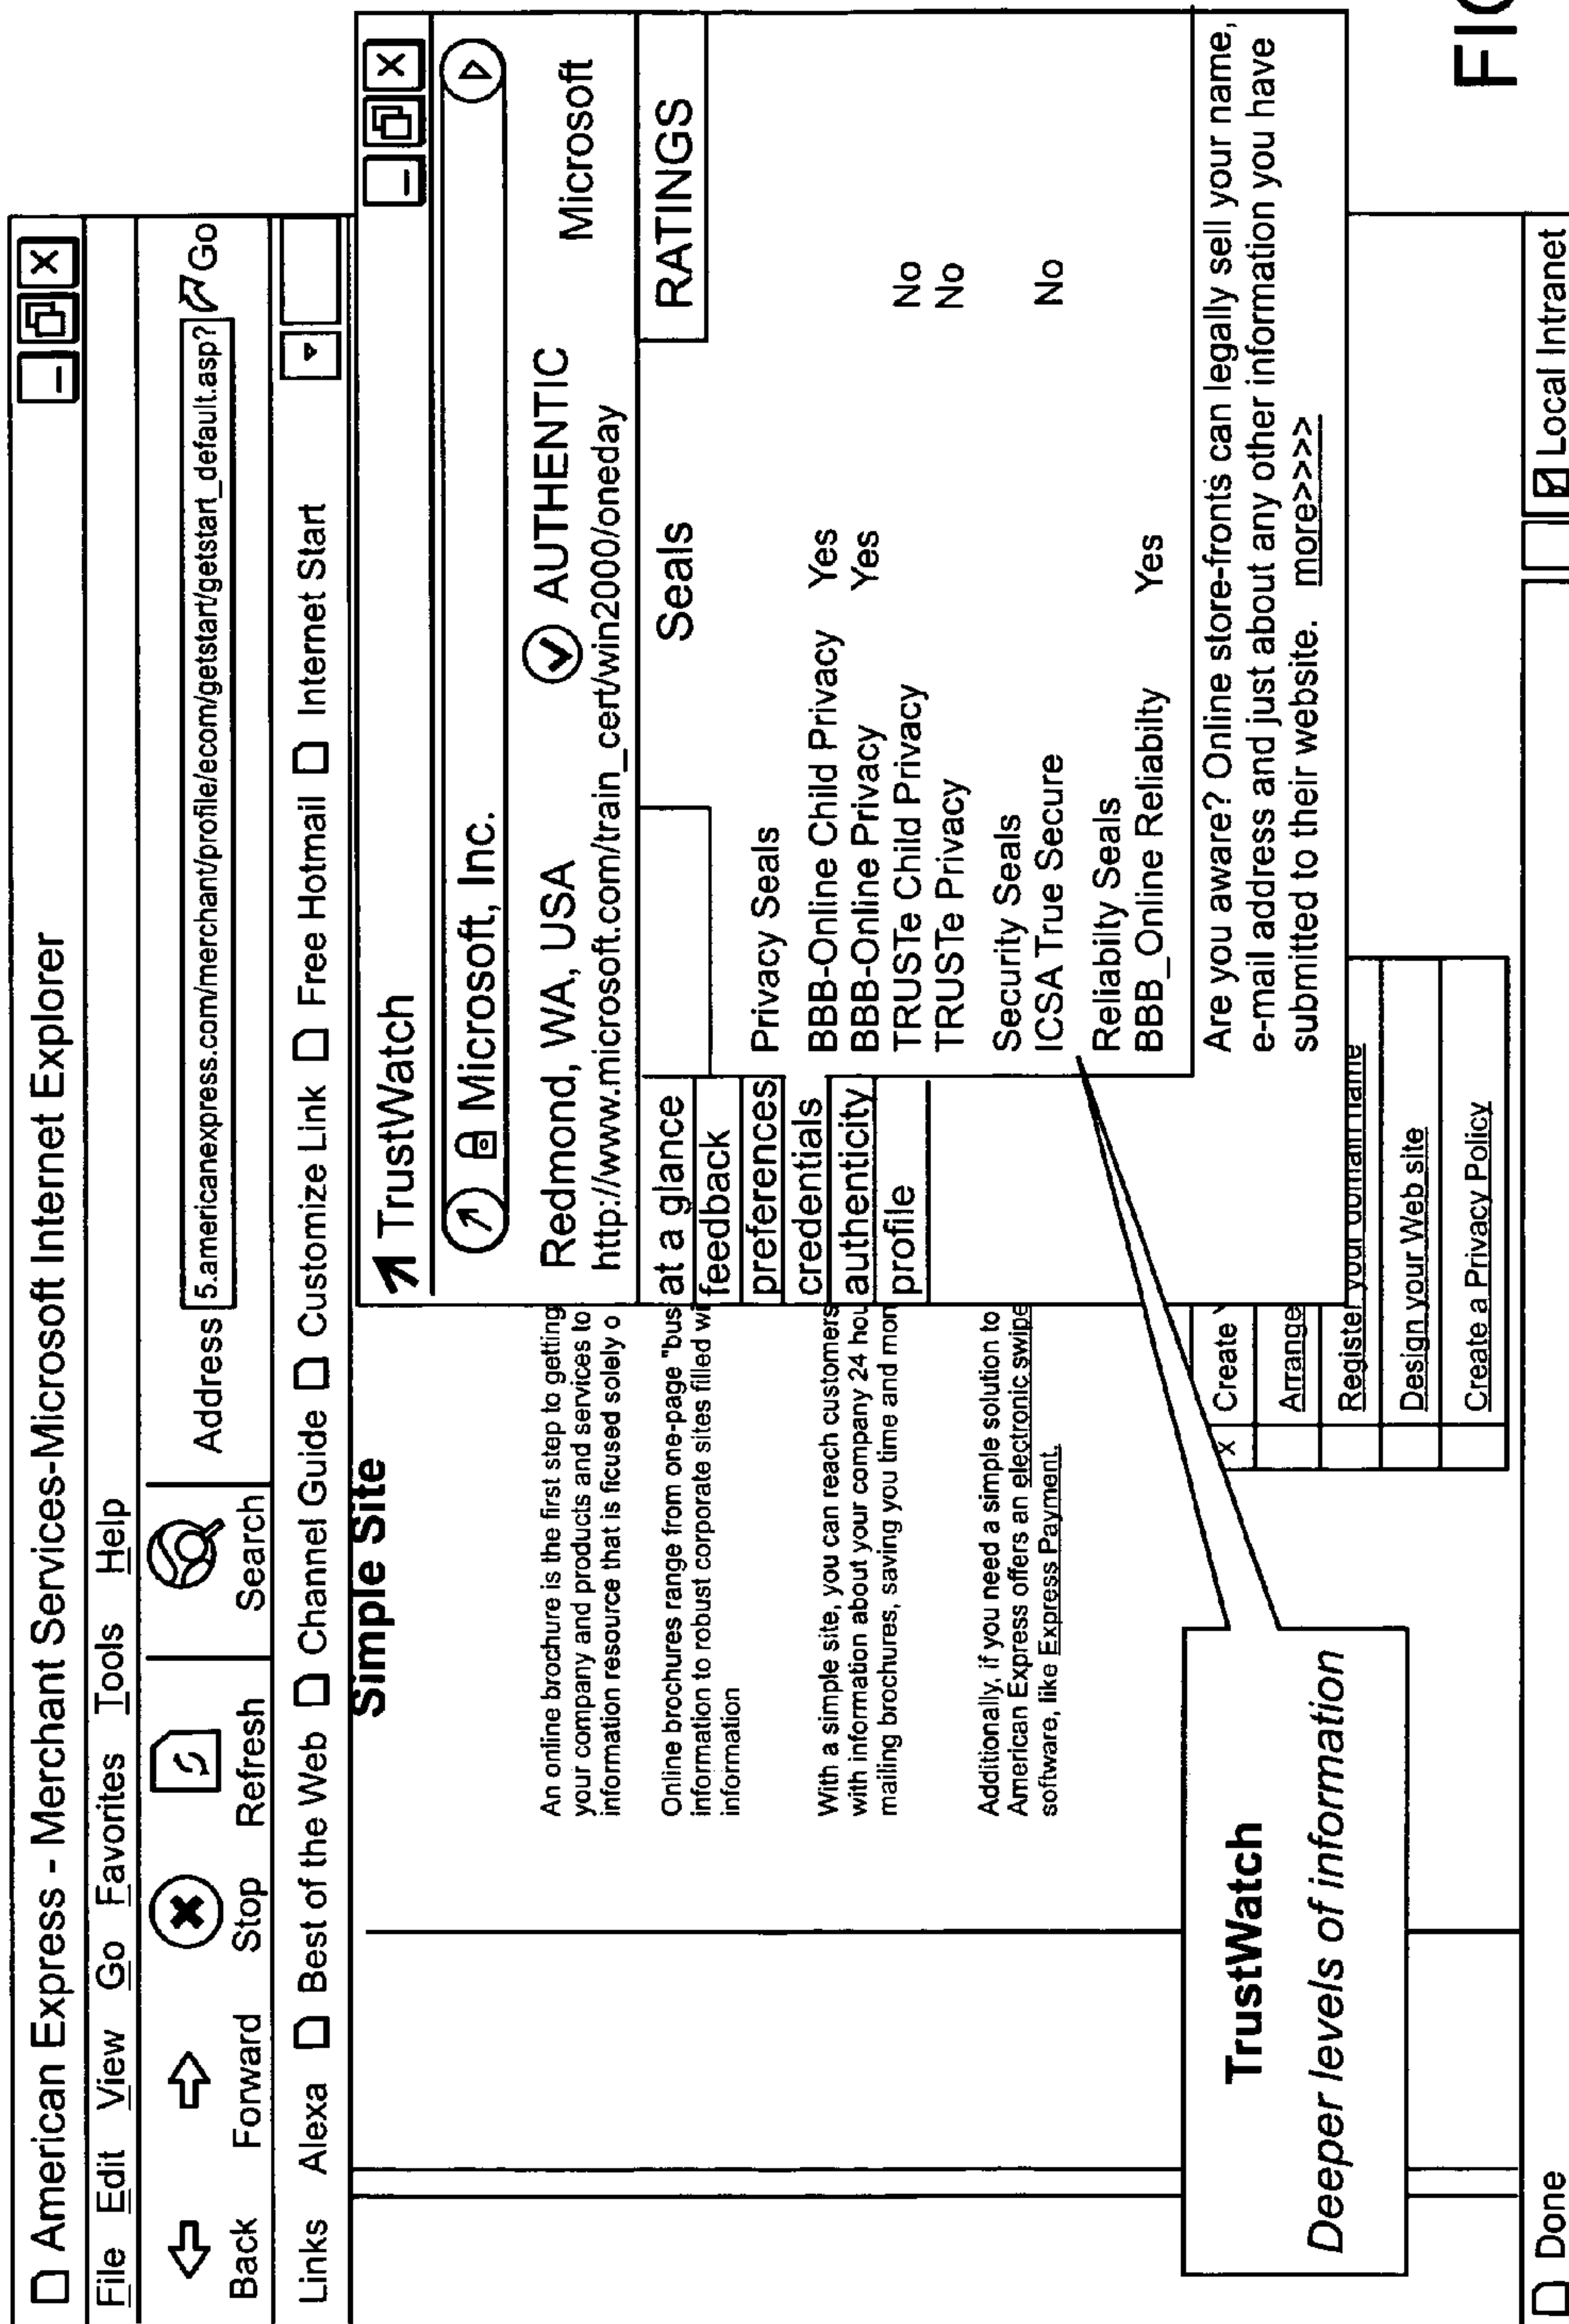 American Express - Merchant Services-Microsoft Internet Explorer
File Edit View Go Favorites Tools Help
Back Forward Stop Refresh Search Address 5.americanexpress.com/merchant/profile/ecom/getstart/getstart_default.asp? Go
Links Alexa Best of the Web Channel Guide Customize Link Free Hotmail Internet Start
Simple Site
An online brochure is the first step to getting
your company and products and services to
information resource that is ficused solely o
Online brochures range from one-page "bus
information to robust corporate sites filled wi
information
With a simple site, you can reach customers
with information about your company 24 hou
mailing brochures, saving you time and mon
Additionally, if you need a simple solution to
American Express offers an electronic swipe
software, like Express Payment.
X Create
Arrange
Register your domain name
Design your Web site
Create a Privacy Policy
TrustWatch
Microsoft, Inc.
Redmond, WA, USA AUTHENTIC Microsoft
http://www.microsoft.com/train_cert/win2000/oneday
at a glance
feedback
preferences
credentials
authenticity
profile
Seals RATINGS
Privacy Seals
BBB-Online Child Privacy Yes
BBB-Online Privacy Yes
TRUSTe Child Privacy No
TRUSTe Privacy No
Security Seals
ICSA True Secure No
Reliabilty Seals
BBB_Online Reliabilty Yes
Are you aware? Online store-fronts can legally sell your name,
e-mail address and just about any other information you have
submitted to their website. more>>>>
TrustWatch
Deeper levels of information
Done Local Intranet